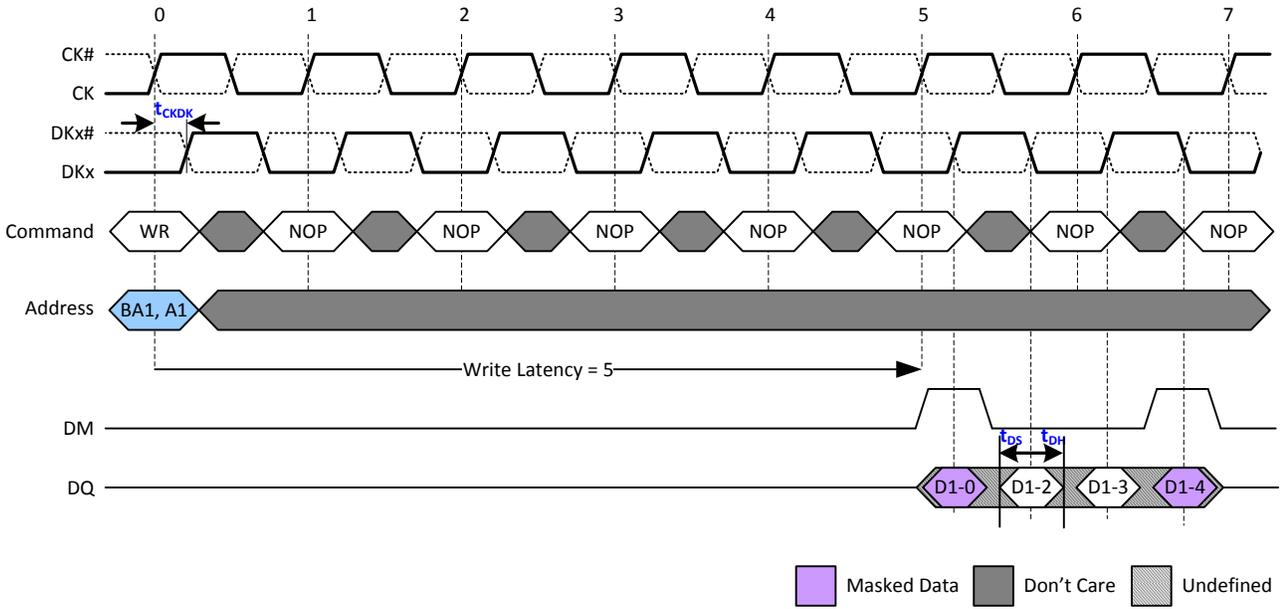 0 1 2 3 4 5 6 7
CK#
CK
tCKDK
DKx#
DKx
Command WR NOP NOP NOP NOP NOP NOP NOP
Address BA1, A1
Write Latency = 5
DM
tDS tDH
DQ D1-0 D1-2 D1-3 D1-4
Masked Data Don't Care Undefined